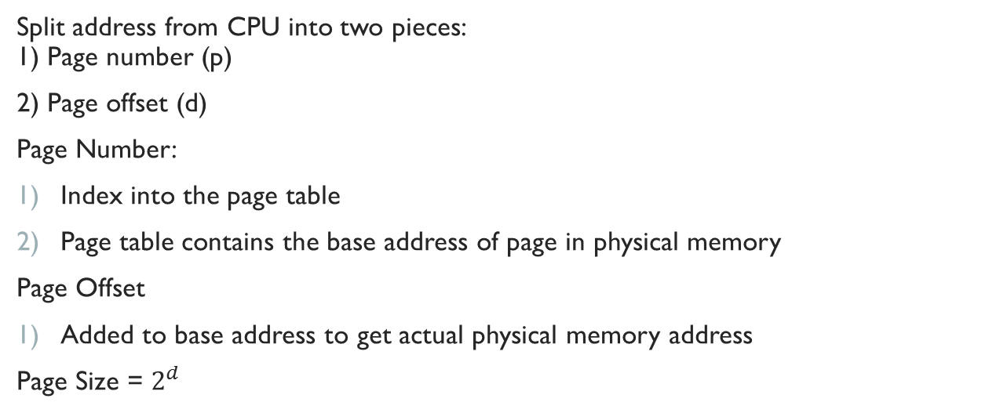 Split address from CPU into two pieces:
1) Page number (p)
2) Page offset (d)
Page Number:
1) Index into the page table
2) Page table contains the base address of page in physical memory
Page Offset
1) Added to base address to get actual physical memory address
Page Size = 2^d